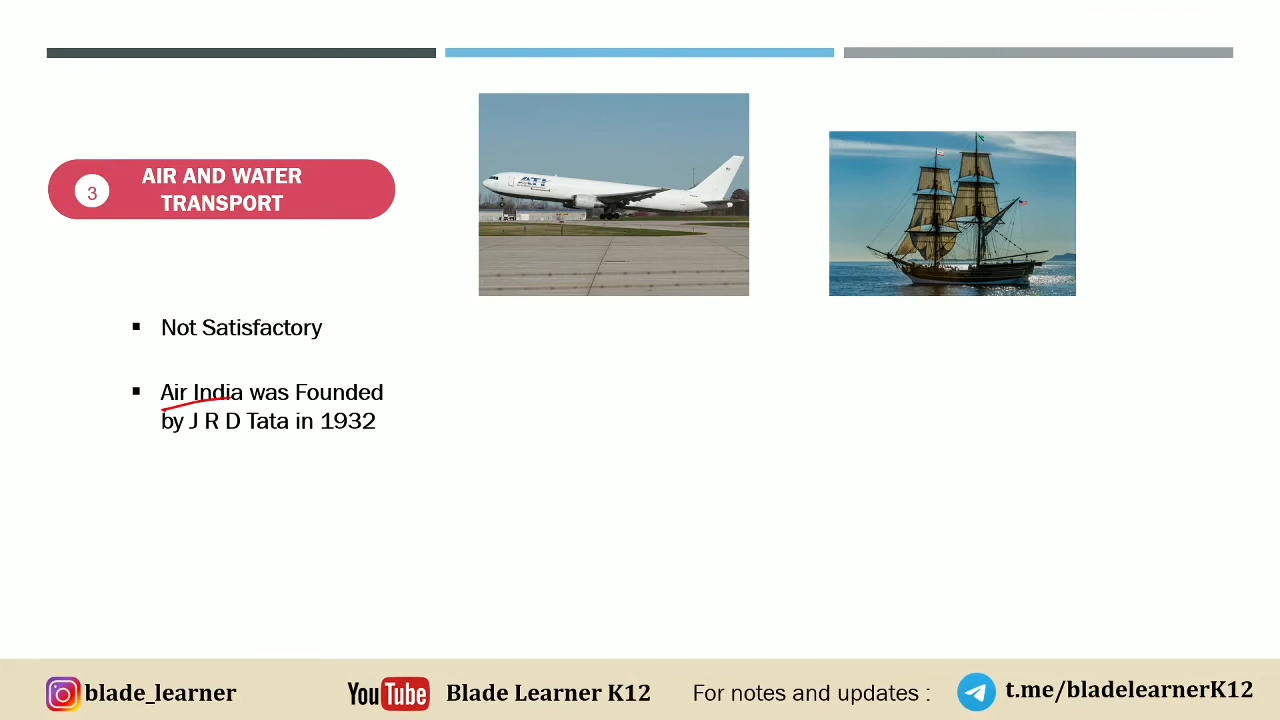 3
AIR AND WATER
TRANSPORT
ATI
Not Satisfactory
Air India was Founded
by J R D Tata in 1932
blade_learner
YouTube
Blade Learner K12
For notes and updates :
t.me/bladelearnerK12